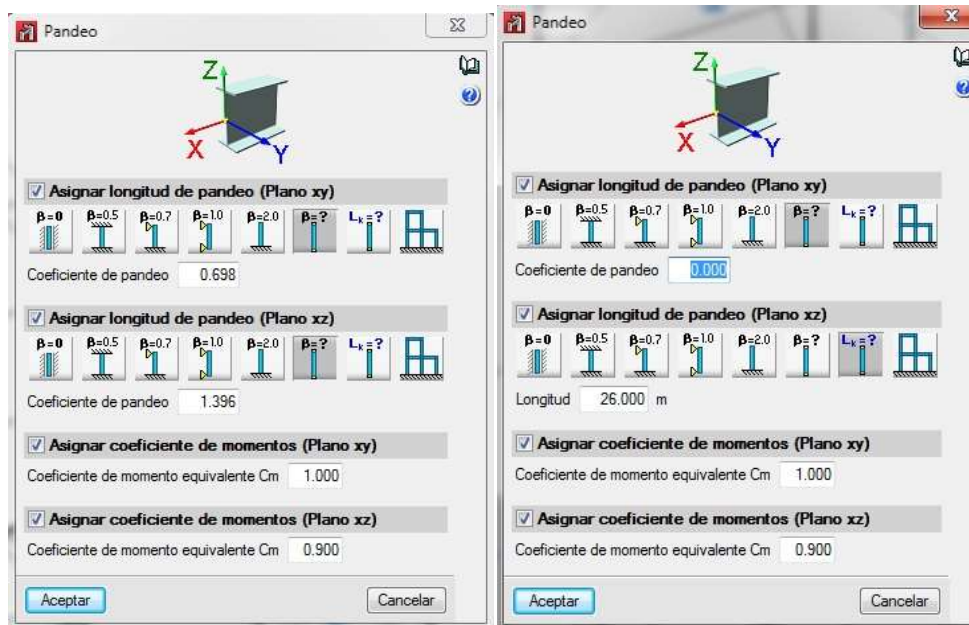 Pandeo
Z
X
Y
Asignar longitud de pandeo (Plano xy)
β=0 β=0.5 β=0.7 β=1.0 β=2.0 β=? Lk=?
Coeficiente de pandeo 0.698
Asignar longitud de pandeo (Plano xz)
β=0 β=0.5 β=0.7 β=1.0 β=2.0 β=? Lk=?
Coeficiente de pandeo 1.396
Asignar coeficiente de momentos (Plano xy)
Coeficiente de momento equivalente Cm 1.000
Asignar coeficiente de momentos (Plano xz)
Coeficiente de momento equivalente Cm 0.900
Aceptar Cancelar
Pandeo
Z
X
Y
Asignar longitud de pandeo (Plano xy)
β=0 β=0.5 β=0.7 β=1.0 β=2.0 β=? Lk=?
Coeficiente de pandeo 0.000
Asignar longitud de pandeo (Plano xz)
β=0 β=0.5 β=0.7 β=1.0 β=2.0 β=? Lk=?
Longitud 26.000 m
Asignar coeficiente de momentos (Plano xy)
Coeficiente de momento equivalente Cm 1.000
Asignar coeficiente de momentos (Plano xz)
Coeficiente de momento equivalente Cm 0.900
Aceptar Cancelar